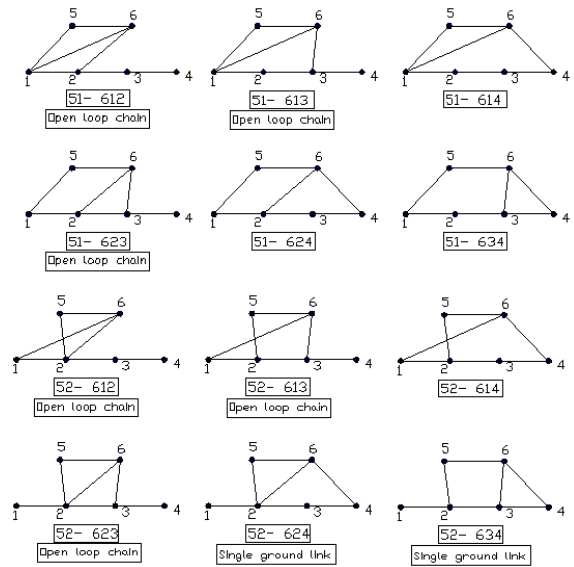 5 6 5 6 5 6
1 2 3 4 1 2 3 4 1 2 3 4
51- 612 51- 613 51- 614
Open loop chain Open loop chain
5 6 5 6 5 6
1 2 3 4 1 2 3 4 1 2 3 4
51- 623 51- 624 51- 634
Open loop chain
5 6 5 6 5 6
1 2 3 4 1 2 3 4 1 2 3 4
52- 612 52- 613 52- 614
Open loop chain Open loop chain
5 6 5 6 5 6
1 2 3 4 1 2 3 4 1 2 3 4
52- 623 52- 624 52- 634
Open loop chain Single ground link Single ground link